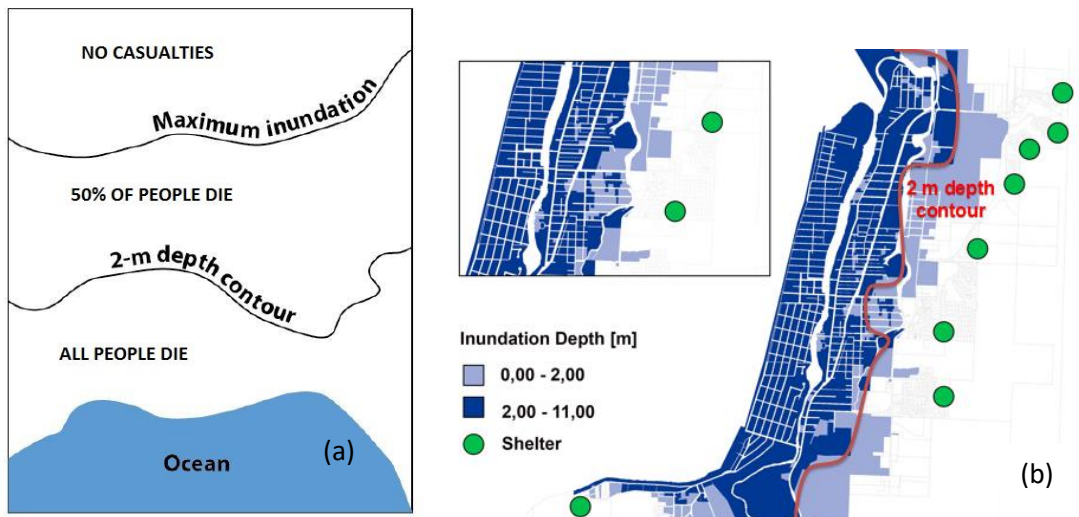 NO CASUALTIES
Maximum inundation
50% OF PEOPLE DIE
2-m depth contour
ALL PEOPLE DIE
Ocean
(a)
2 m depth
contour
Inundation Depth [m]
0,00 - 2,00
2,00 - 11,00
Shelter
(b)